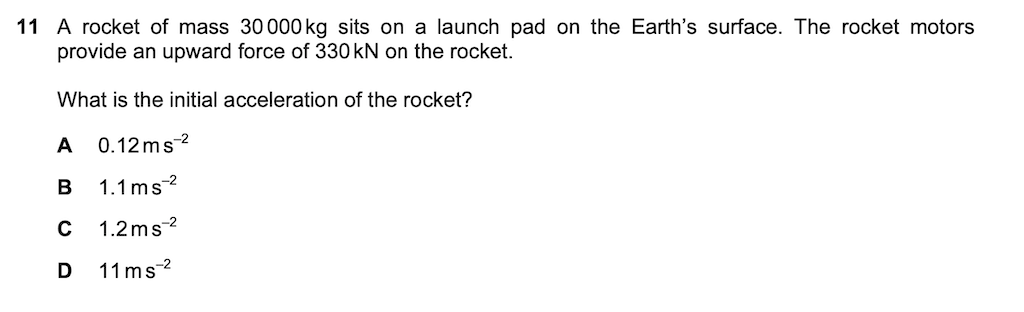 11 A rocket of mass 30 000 kg sits on a launch pad on the Earth's surface. The rocket motors
provide an upward force of 330 kN on the rocket.
What is the initial acceleration of the rocket?
A 0.12 m s⁻²
B 1.1 m s⁻²
C 1.2 m s⁻²
D 11 m s⁻²